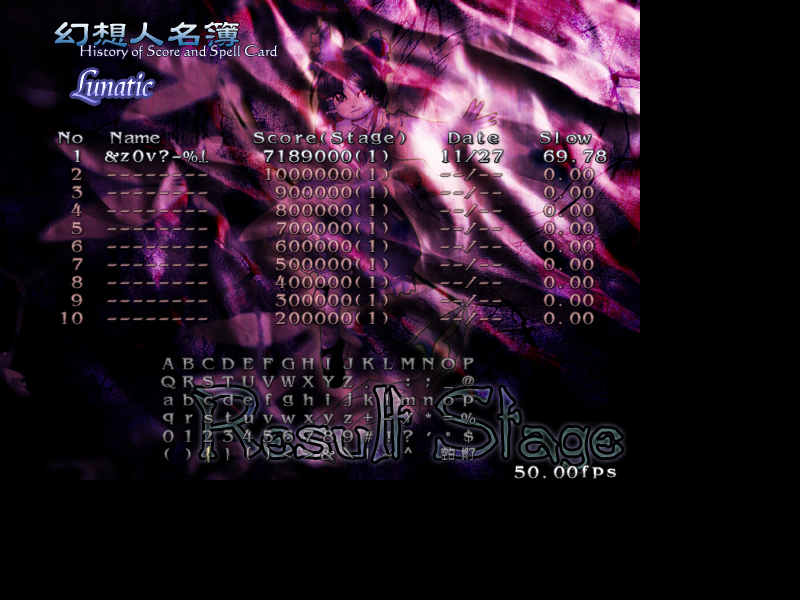 幻想人名簿
History of Score and Spell Card
Lunatic
No Name Score(Stage) Date Slow
1 &z0v?-%.( 7189000(1) 11/27 69.78
2 -------- 1000000(1) --/-- 0.00
3 -------- 900000(1) --/-- 0.00
4 -------- 800000(1) --/-- 0.00
5 -------- 700000(1) --/-- 0.00
6 -------- 600000(1) --/-- 0.00
7 -------- 500000(1) --/-- 0.00
8 -------- 400000(1) --/-- 0.00
9 -------- 300000(1) --/-- 0.00
10 -------- 200000(1) --/-- 0.00
A B C D E F G H I J K L M N O P
Q R S T U V W X Y Z . , : ; _ @
a b c d e f g h i j k l m n o p
q r s t u v w x y z + - / * = %
0 1 2 3 4 5 6 7 8 9 # ! ? ' " $
空白 終了
Result Stage
50.00fps